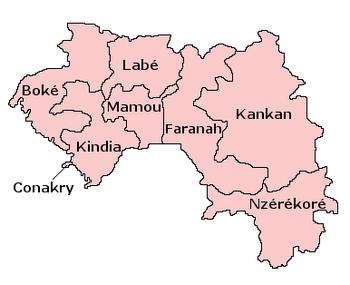 Labé
Boké
Mamou
Kankan
Faranah
Kindia
Conakry
Nzérékoré